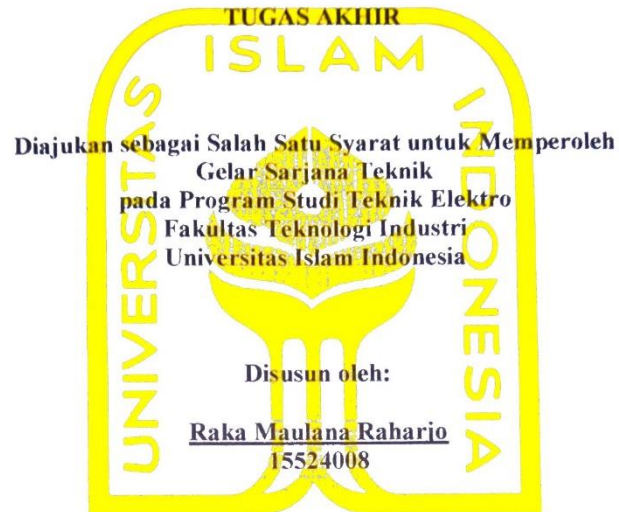 TUGAS AKHIR
UNIVERSITAS ISLAM INDONESIA
Diajukan sebagai Salah Satu Syarat untuk Memperoleh
Gelar Sarjana Teknik
pada Program Studi Teknik Elektro
Fakultas Teknologi Industri
Universitas Islam Indonesia
Disusun oleh:
Raka Maulana Raharjo
15524008